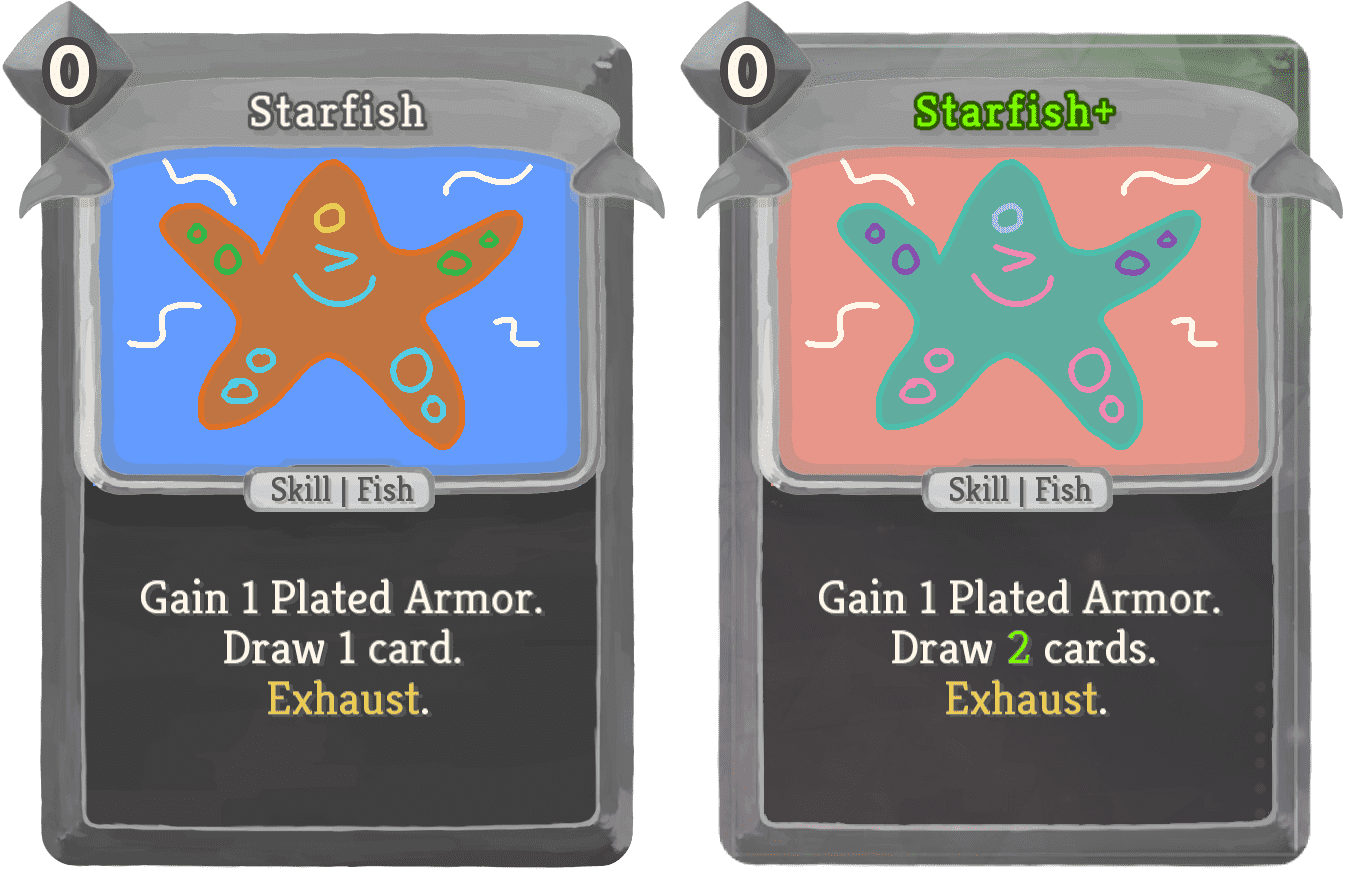 0
Starfish
Skill | Fish
Gain 1 Plated Armor.
Draw 1 card.
Exhaust.
0
Starfish+
Skill | Fish
Gain 1 Plated Armor.
Draw 2 cards.
Exhaust.